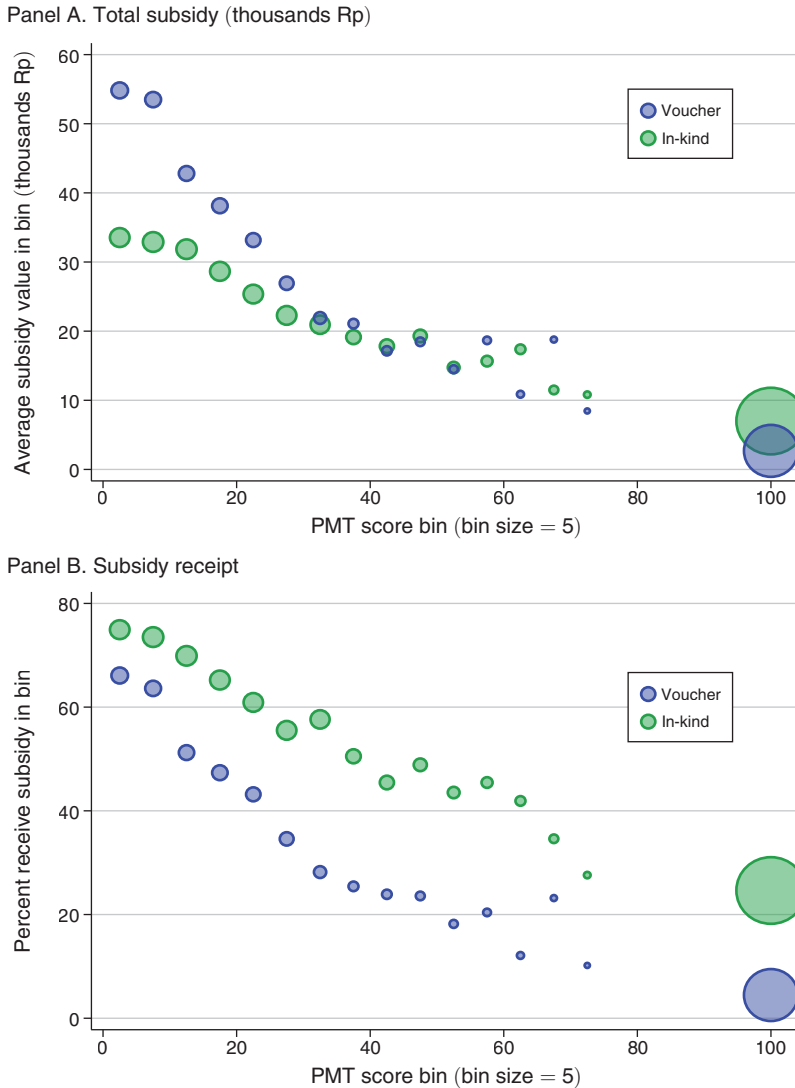 Panel A. Total subsidy (thousands Rp)
Average subsidy value in bin (thousands Rp)
60
50
40
30
20
10
0
Voucher
In-kind
0 20 40 60 80 100
PMT score bin (bin size = 5)
Panel B. Subsidy receipt
Percent receive subsidy in bin
80
60
40
20
0
Voucher
In-kind
0 20 40 60 80 100
PMT score bin (bin size = 5)